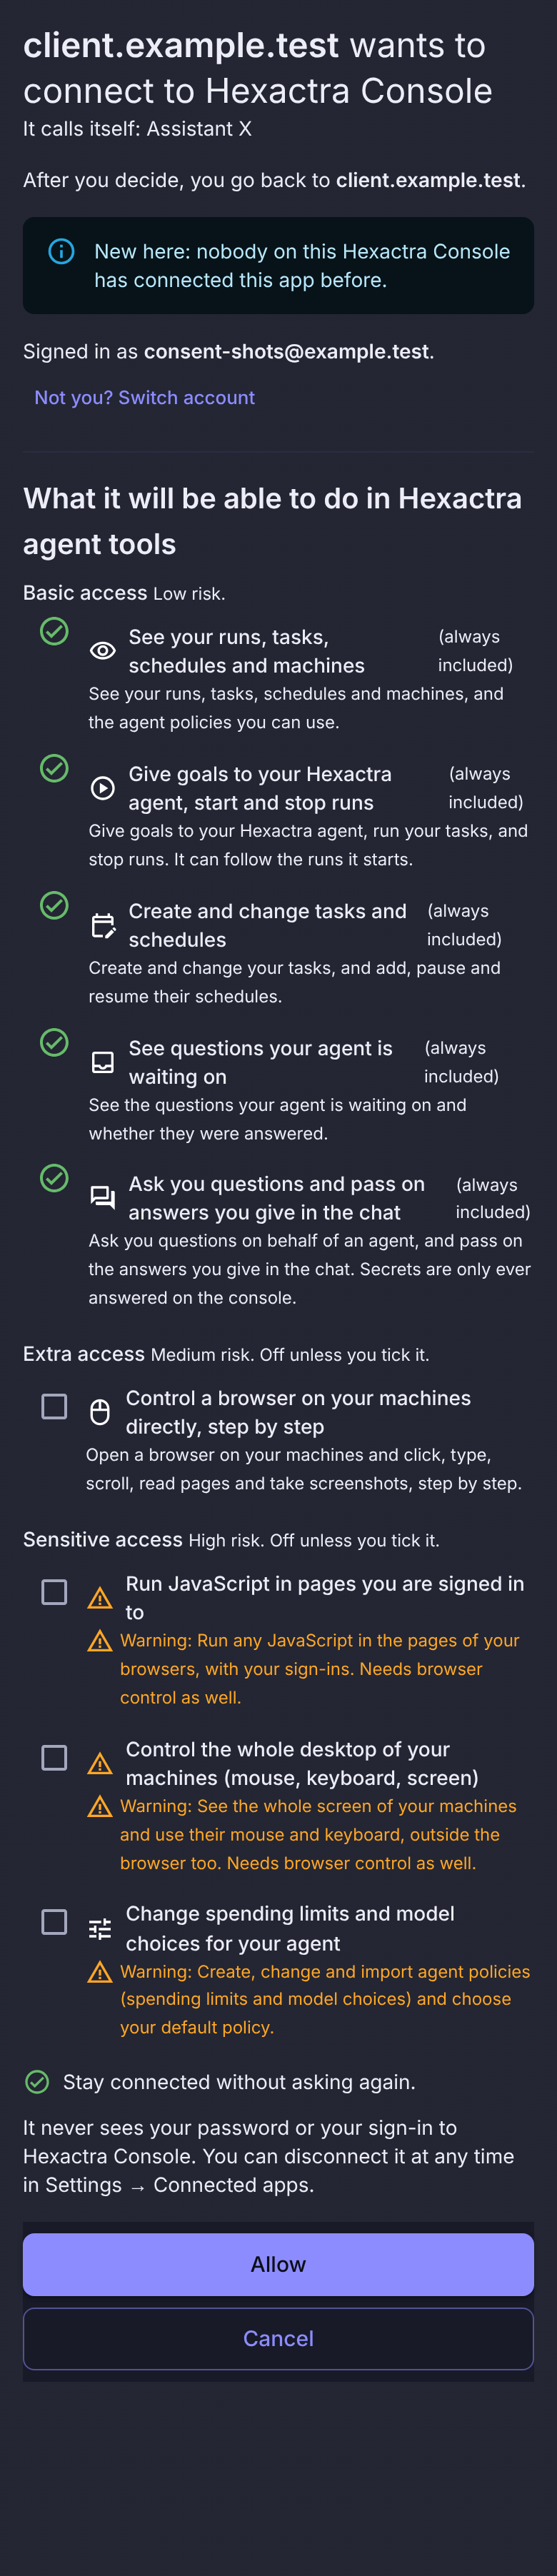 client.example.test wants to
connect to Hexactra Console
It calls itself: Assistant X
After you decide, you go back to client.example.test.
New here: nobody on this Hexactra Console
has connected this app before.
Signed in as consent-shots@example.test.
Not you? Switch account
What it will be able to do in Hexactra
agent tools
Basic access Low risk.
See your runs, tasks,
schedules and machines
(always
included)
See your runs, tasks, schedules and machines, and
the agent policies you can use.
Give goals to your Hexactra
agent, start and stop runs
(always
included)
Give goals to your Hexactra agent, run your tasks, and
stop runs. It can follow the runs it starts.
Create and change tasks and
schedules
(always
included)
Create and change your tasks, and add, pause and
resume their schedules.
See questions your agent is
waiting on
(always
included)
See the questions your agent is waiting on and
whether they were answered.
Ask you questions and pass on
answers you give in the chat
(always
included)
Ask you questions on behalf of an agent, and pass on
the answers you give in the chat. Secrets are only ever
answered on the console.
Extra access Medium risk. Off unless you tick it.
Control a browser on your machines
directly, step by step
Open a browser on your machines and click, type,
scroll, read pages and take screenshots, step by step.
Sensitive access High risk. Off unless you tick it.
Run JavaScript in pages you are signed in
to
Warning: Run any JavaScript in the pages of your
browsers, with your sign-ins. Needs browser
control as well.
Control the whole desktop of your
machines (mouse, keyboard, screen)
Warning: See the whole screen of your machines
and use their mouse and keyboard, outside the
browser too. Needs browser control as well.
Change spending limits and model
choices for your agent
Warning: Create, change and import agent policies
(spending limits and model choices) and choose
your default policy.
Stay connected without asking again.
It never sees your password or your sign-in to
Hexactra Console. You can disconnect it at any time
in Settings → Connected apps.
Allow
Cancel